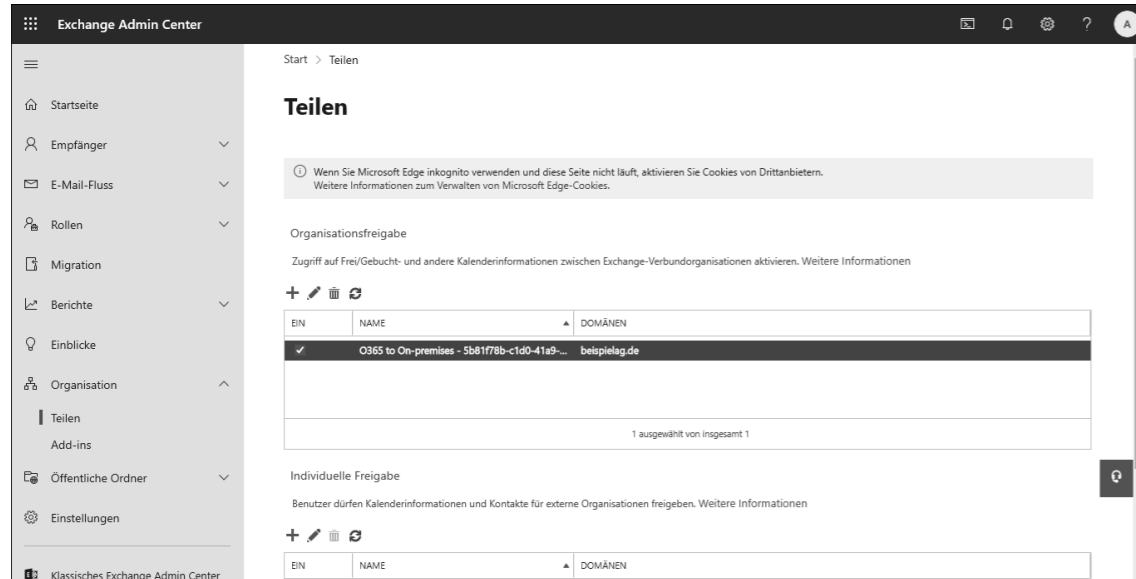 Exchange Admin Center
?
A
Start > Teilen
Startseite
Empfänger
E-Mail-Fluss
Rollen
Migration
Berichte
Einblicke
Organisation
Teilen
Add-ins
Öffentliche Ordner
Einstellungen
Klassisches Exchange Admin Center
Teilen
Wenn Sie Microsoft Edge inkognito verwenden und diese Seite nicht läuft, aktivieren Sie Cookies von Drittanbietern.
Weitere Informationen zum Verwalten von Microsoft Edge-Cookies.
Organisationsfreigabe
Zugriff auf Frei/Gebucht- und andere Kalenderinformationen zwischen Exchange-Verbundorganisationen aktivieren. Weitere Informationen
EIN NAME DOMÄNEN
O365 to On-premises - 5b81f78b-c1d0-41a9-... beispielag.de
1 ausgewählt von insgesamt 1
Individuelle Freigabe
Benutzer dürfen Kalenderinformationen und Kontakte für externe Organisationen freigeben. Weitere Informationen
EIN NAME DOMÄNEN